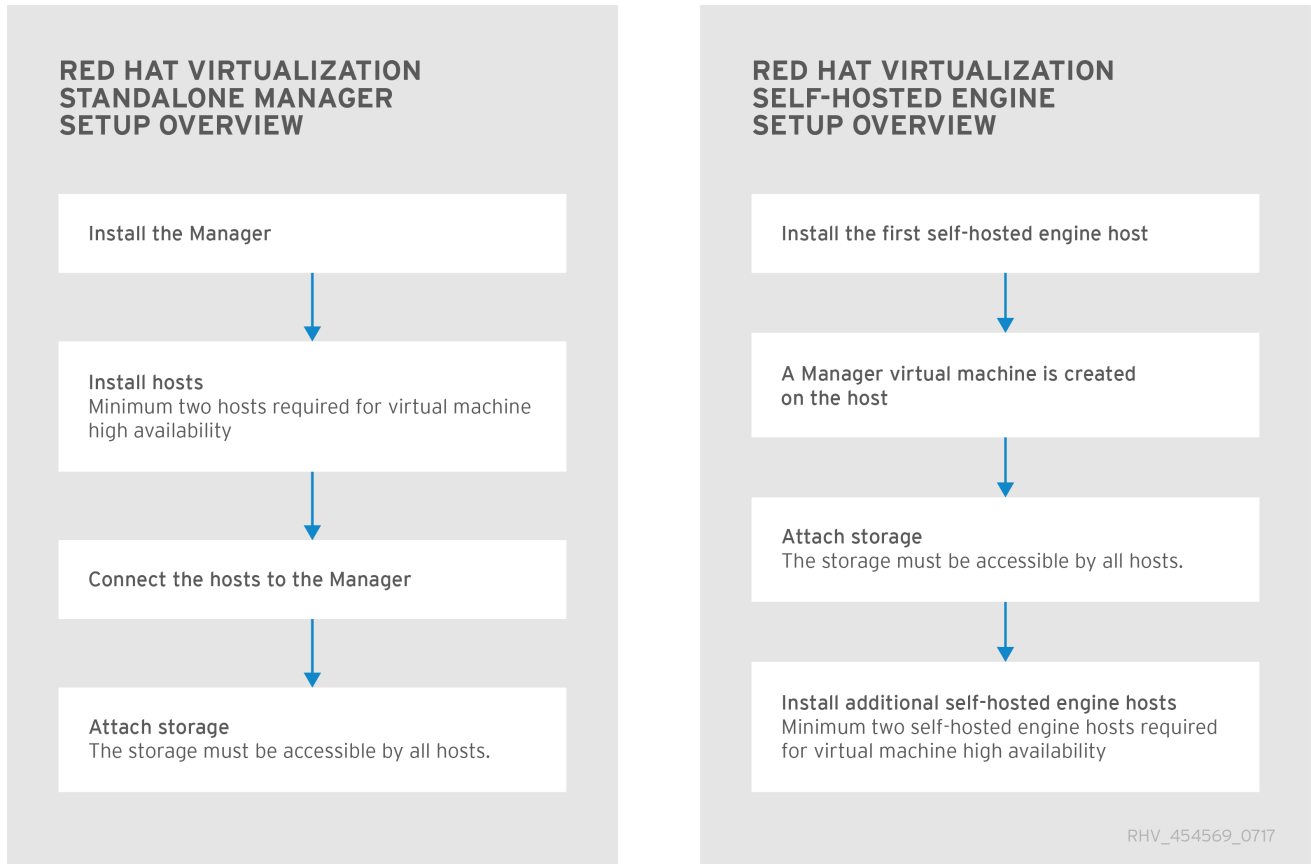 RED HAT VIRTUALIZATION
STANDALONE MANAGER
SETUP OVERVIEW
Install the Manager
Install hosts
Minimum two hosts required for virtual machine
high availability
Connect the hosts to the Manager
Attach storage
The storage must be accessible by all hosts.
RED HAT VIRTUALIZATION
SELF-HOSTED ENGINE
SETUP OVERVIEW
Install the first self-hosted engine host
A Manager virtual machine is created
on the host
Attach storage
The storage must be accessible by all hosts.
Install additional self-hosted engine hosts
Minimum two self-hosted engine hosts required
for virtual machine high availability
RHV_454569_0717